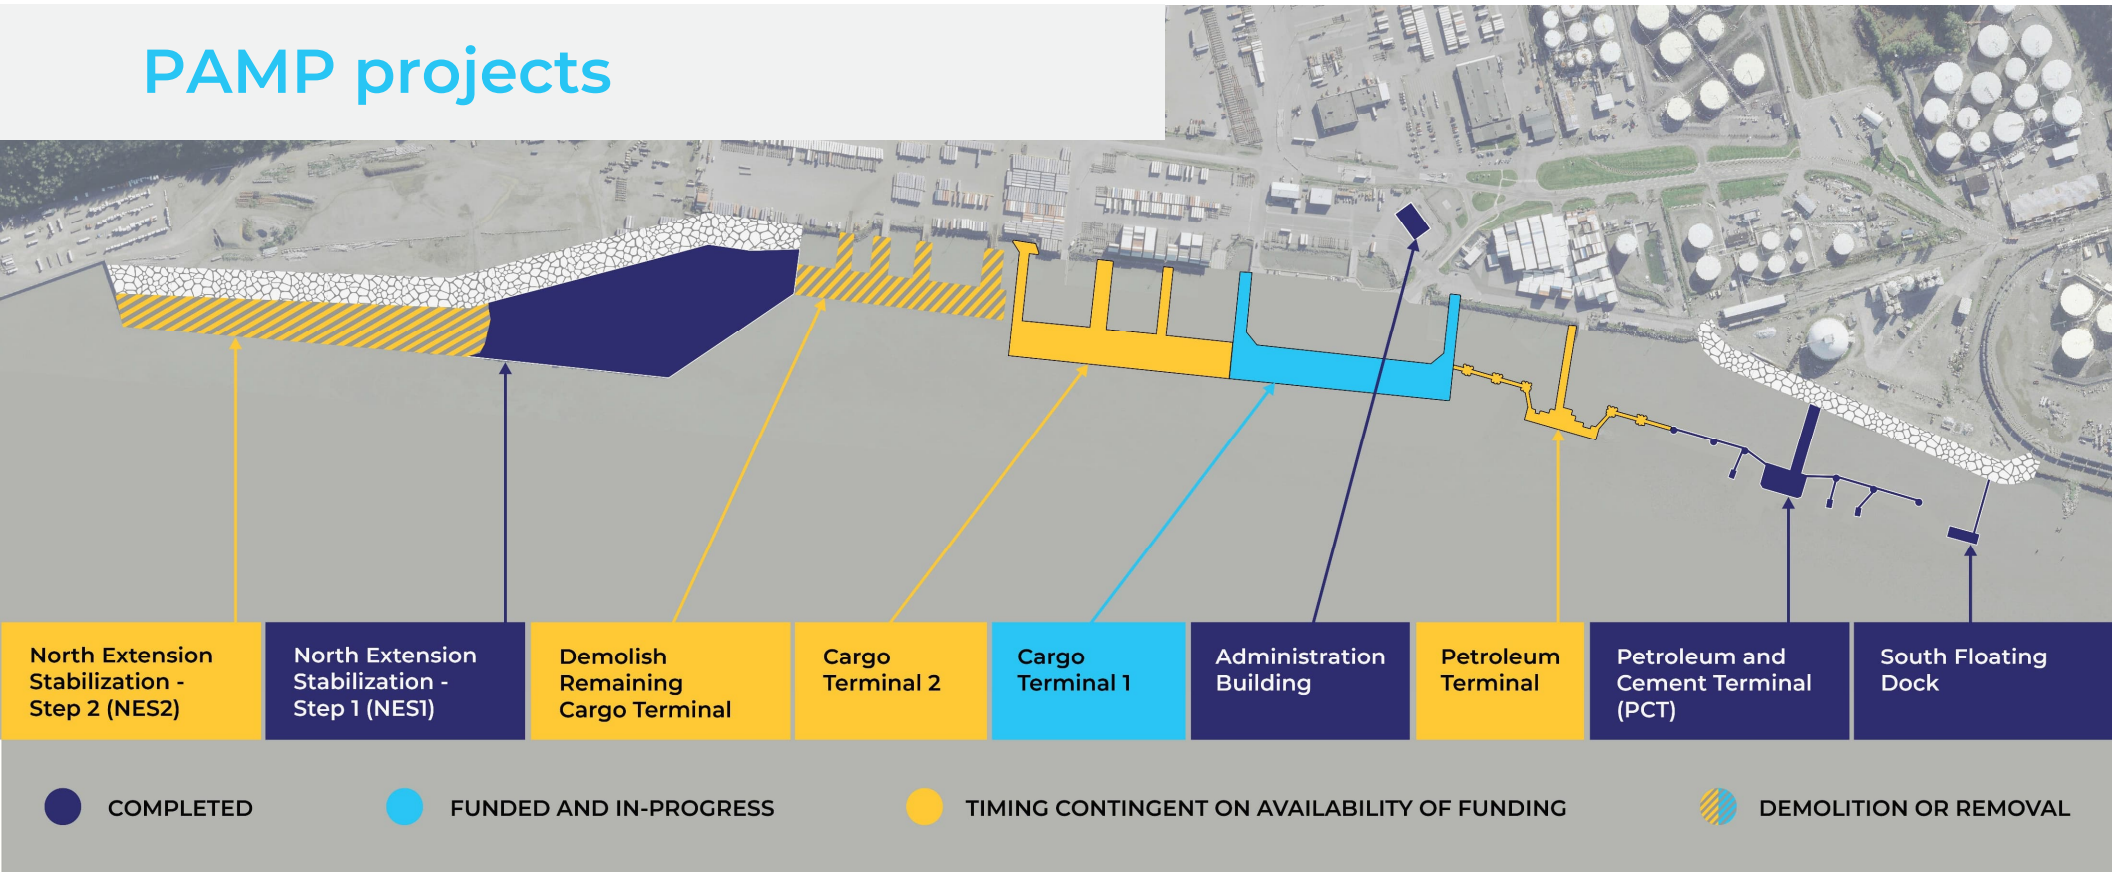 PAMP projects
North Extension
Stabilization -
Step 2 (NES2)
North Extension
Stabilization -
Step 1 (NES1)
Demolish
Remaining
Cargo Terminal
Cargo
Terminal 2
Cargo
Terminal 1
Administration
Building
Petroleum
Terminal
Petroleum and
Cement Terminal
(PCT)
South Floating
Dock
COMPLETED
FUNDED AND IN-PROGRESS
TIMING CONTINGENT ON AVAILABILITY OF FUNDING
DEMOLITION OR REMOVAL